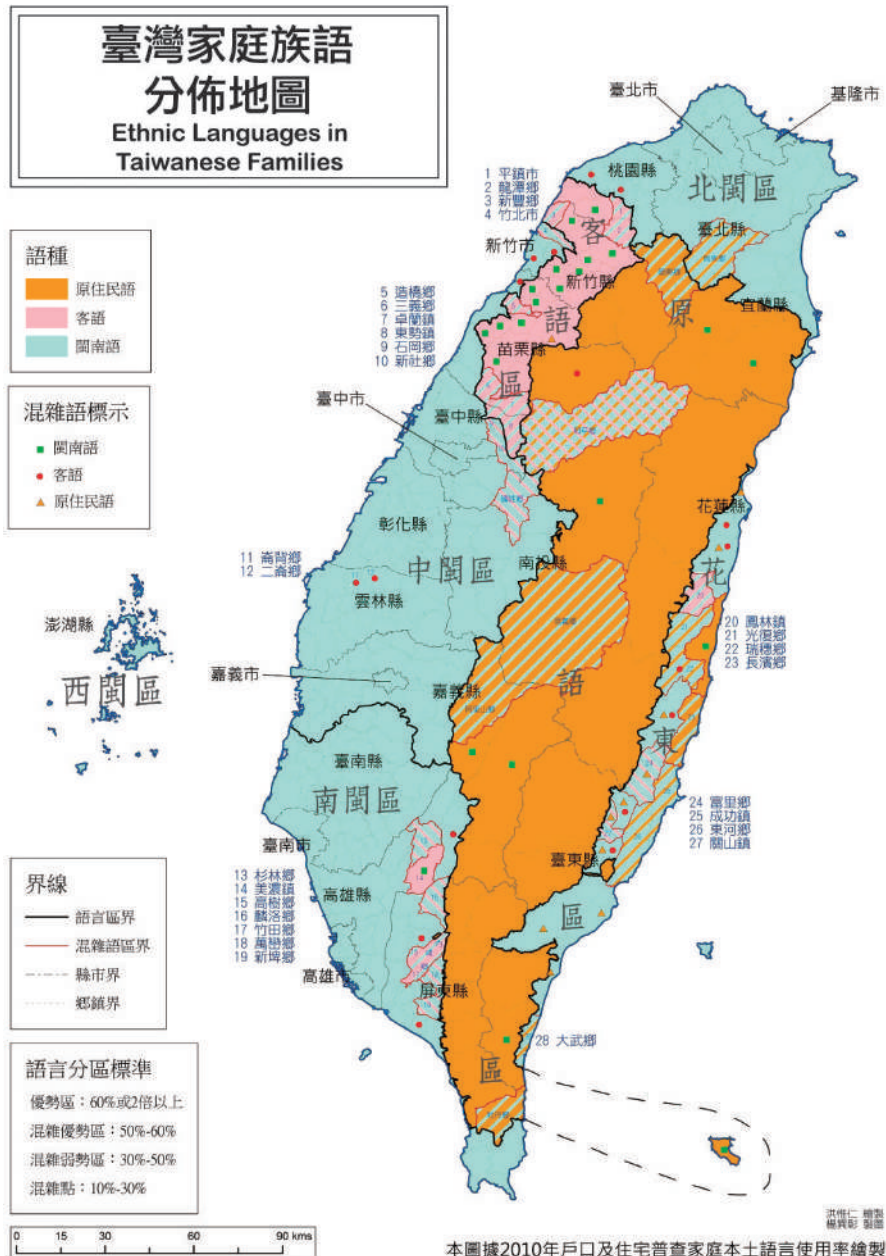 臺灣家庭族語
分佈地圖
Ethnic Languages in
Taiwanese Families
臺北市
基隆市
1 平鎮市
2 龍潭鄉
3 新豐鄉
4 竹北市
桃園縣
北閩區
臺北縣
語種
原住民語
客語
閩南語
新竹市
客
新竹縣
原
宜蘭縣
5 造橋鄉
6 三義鄉
7 卓蘭鎮
8 東勢鎮
9 石岡鄉
10 新社鄉
語
苗栗縣
區
混雜語標示
閩南語
客語
原住民語
臺中市
臺中縣
花蓮縣
彰化縣
11 崙背鄉
12 二崙鄉
中閩區
南投縣
花
雲林縣
澎湖縣
西閩區
20 鳳林鎮
21 光復鄉
22 瑞穗鄉
23 長濱鄉
嘉義市
嘉義縣
語
東
臺南縣
南閩區
24 富里鄉
25 成功鎮
26 東河鄉
27 關山鎮
臺南市
臺東縣
13 杉林鄉
14 美濃鎮
15 高樹鄉
16 麟洛鄉
17 竹田鄉
18 萬巒鄉
19 新埤鄉
高雄縣
區
界線
語言區界
混雜語區界
縣市界
鄉鎮界
高雄市
屏東縣
28 大武鄉
區
語言分區標準
優勢區：60%或2倍以上
混雜優勢區：50%-60%
混雜弱勢區：30%-50%
混雜點：10%-30%
洪惟仁 繪製
0 15 30 60 90 kms
本圖據2010年戶口及住宅普查家庭本土語言使用率繪製